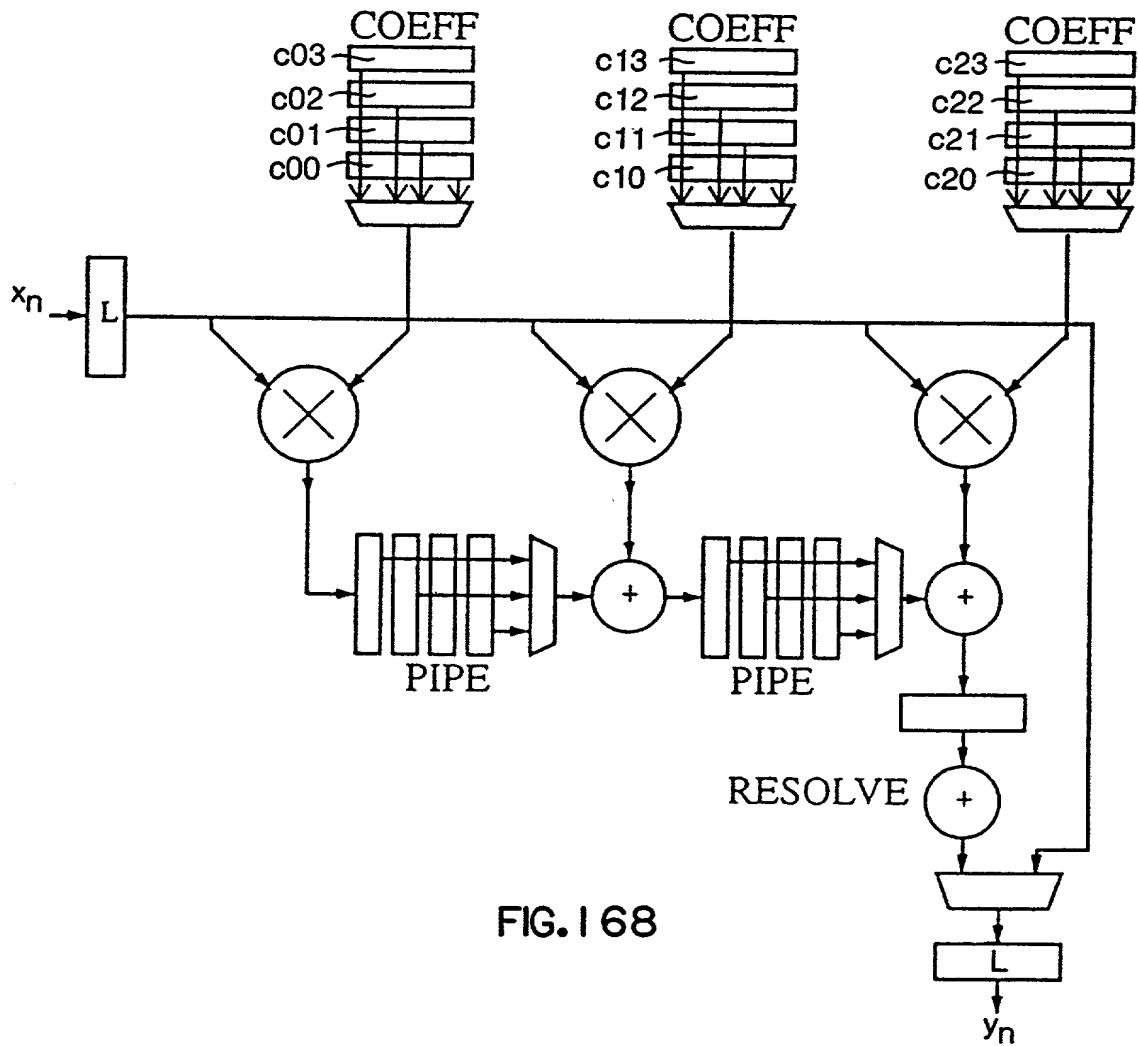 COEFF COEFF COEFF
c03 c13 c23
c02 c12 c22
c01 c11 c21
c00 c10 c20
xn
L
+ +
PIPE PIPE
RESOLVE +
FIG.168
L
yn